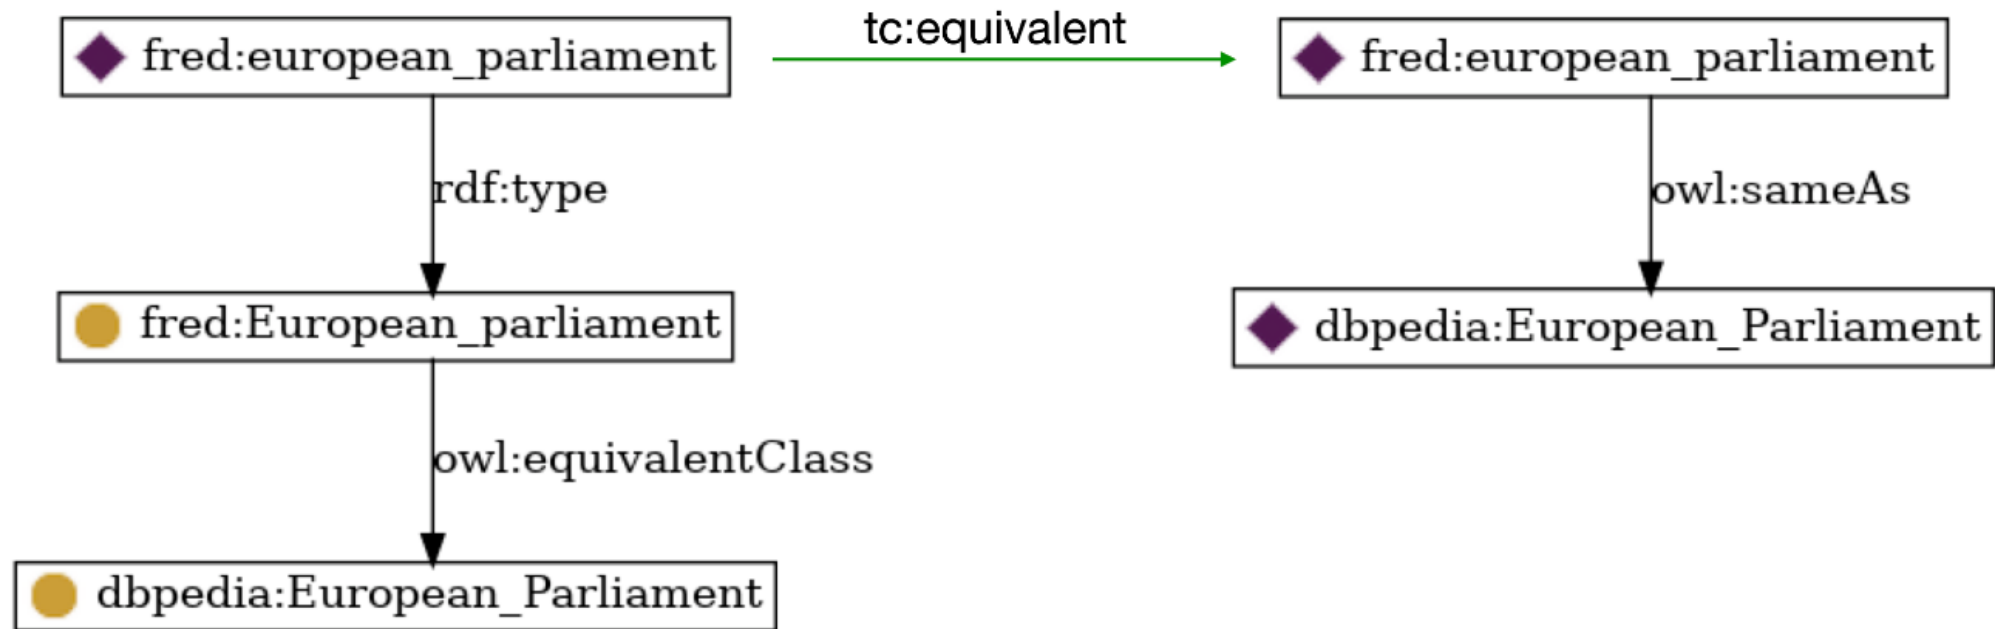 tc:equivalent
fred:european_parliament
fred:european_parliament
rdf:type
owl:sameAs
fred:European_parliament
dbpedia:European_Parliament
owl:equivalentClass
dbpedia:European_Parliament